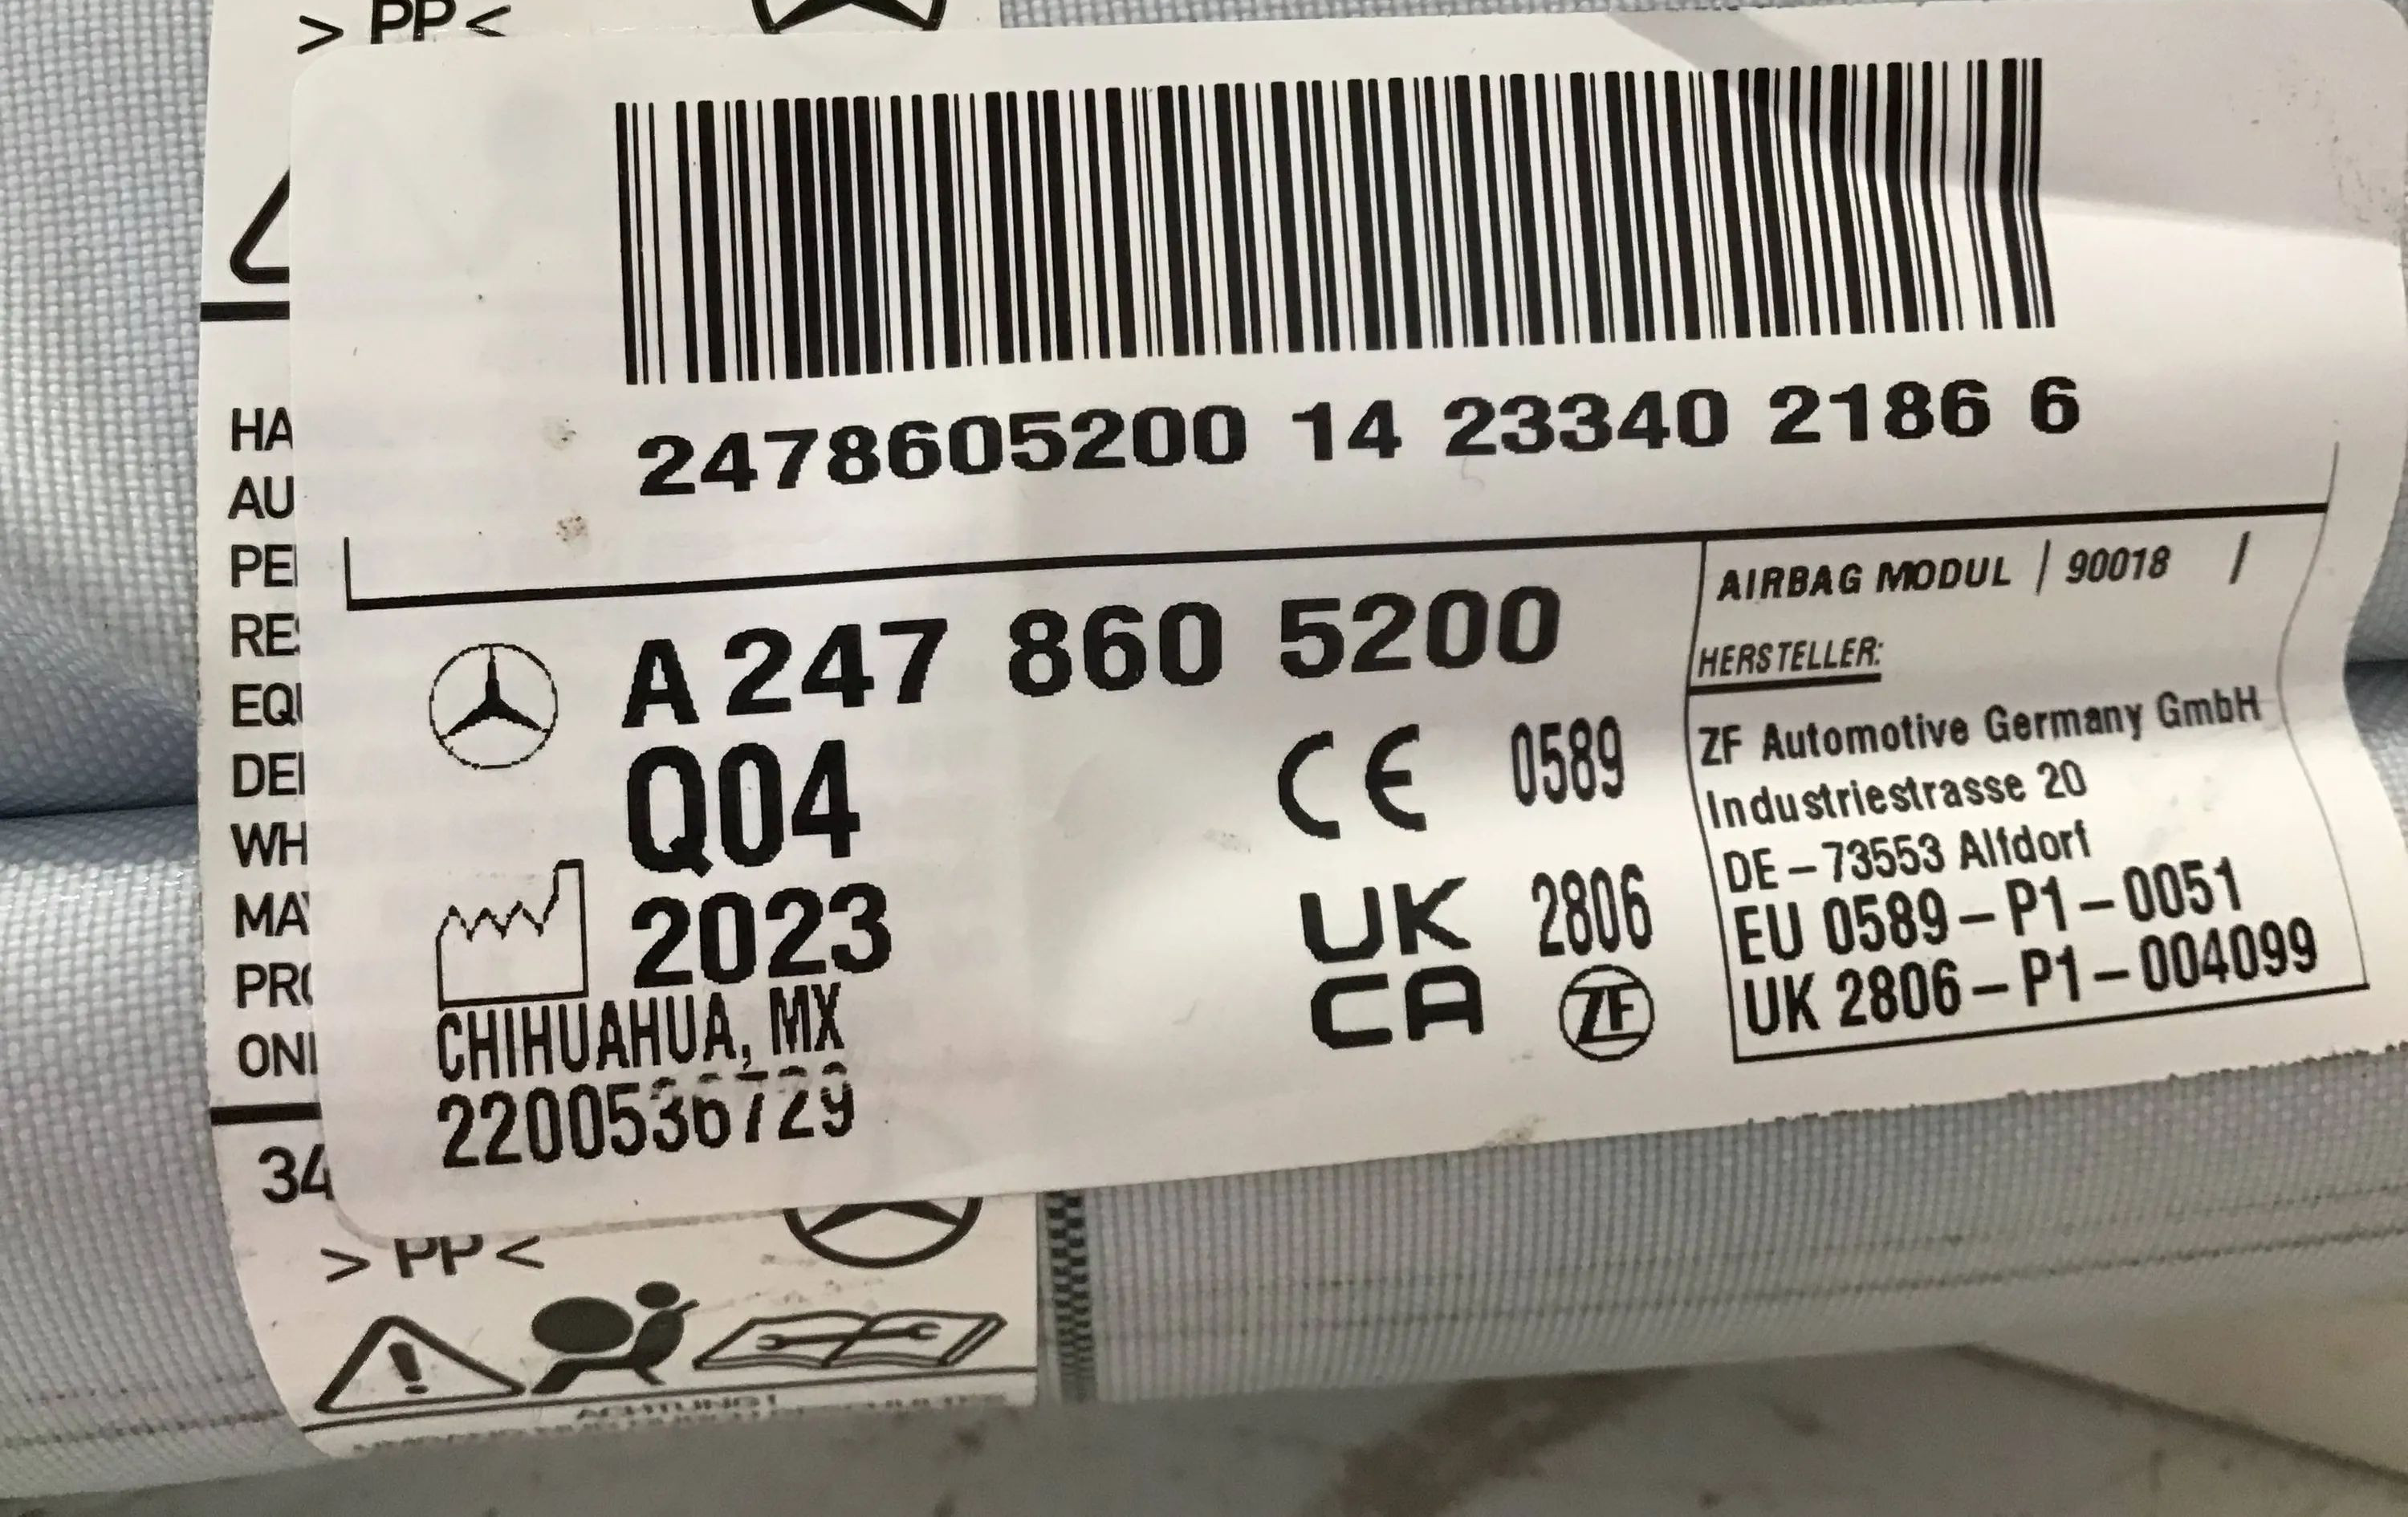 > PP <
2478605200 14 23340 2186 6
AIRBAG MODUL / 90018 /
HERSTELLER:
A 247 860 5200
Q04
2023
CHIHUAHUA, MX
2200536729
CE 0589
UK 2806
CA ZF
ZF Automotive Germany GmbH
Industriestrasse 20
DE – 73553 Alfdorf
EU 0589 – P1 – 0051
UK 2806 – P1 – 004099
HA
AU
PE
RE
EQ
DE
WH
MA
PR
ON
34
> PP <
ACHTUNG!